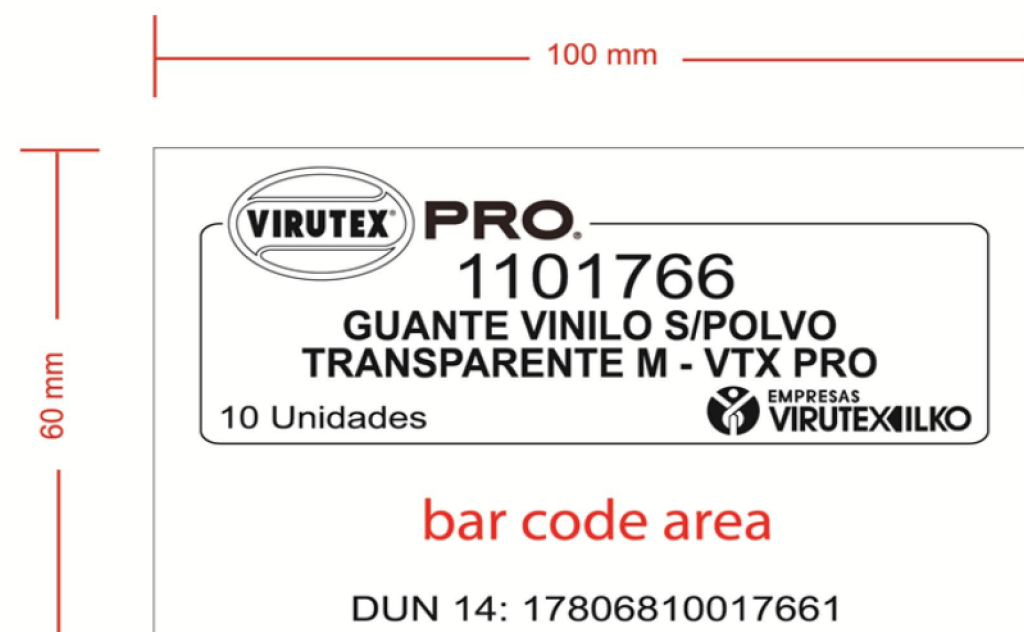 100 mm
60 mm
VIRUTEX® PRO®
1101766
GUANTE VINILO S/POLVO
TRANSPARENTE M - VTX PRO
10 Unidades
EMPRESAS
VIRUTEX ILKO
bar code area
DUN 14: 17806810017661